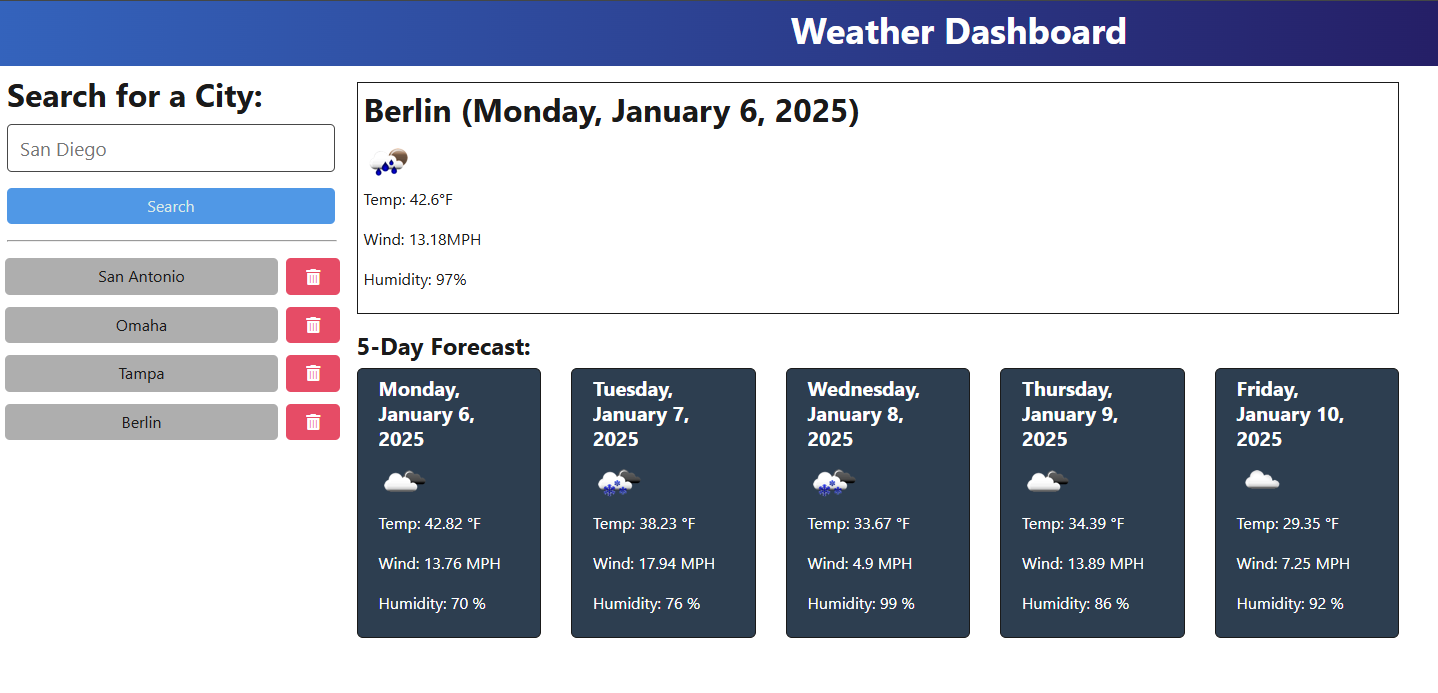 Weather Dashboard
Search for a City:
San Diego
Search
San Antonio
Omaha
Tampa
Berlin
Berlin (Monday, January 6, 2025)
Temp: 42.6°F
Wind: 13.18MPH
Humidity: 97%
5-Day Forecast:
Monday,
January 6,
2025
Temp: 42.82 °F
Wind: 13.76 MPH
Humidity: 70 %
Tuesday,
January 7,
2025
Temp: 38.23 °F
Wind: 17.94 MPH
Humidity: 76 %
Wednesday,
January 8,
2025
Temp: 33.67 °F
Wind: 4.9 MPH
Humidity: 99 %
Thursday,
January 9,
2025
Temp: 34.39 °F
Wind: 13.89 MPH
Humidity: 86 %
Friday,
January 10,
2025
Temp: 29.35 °F
Wind: 7.25 MPH
Humidity: 92 %